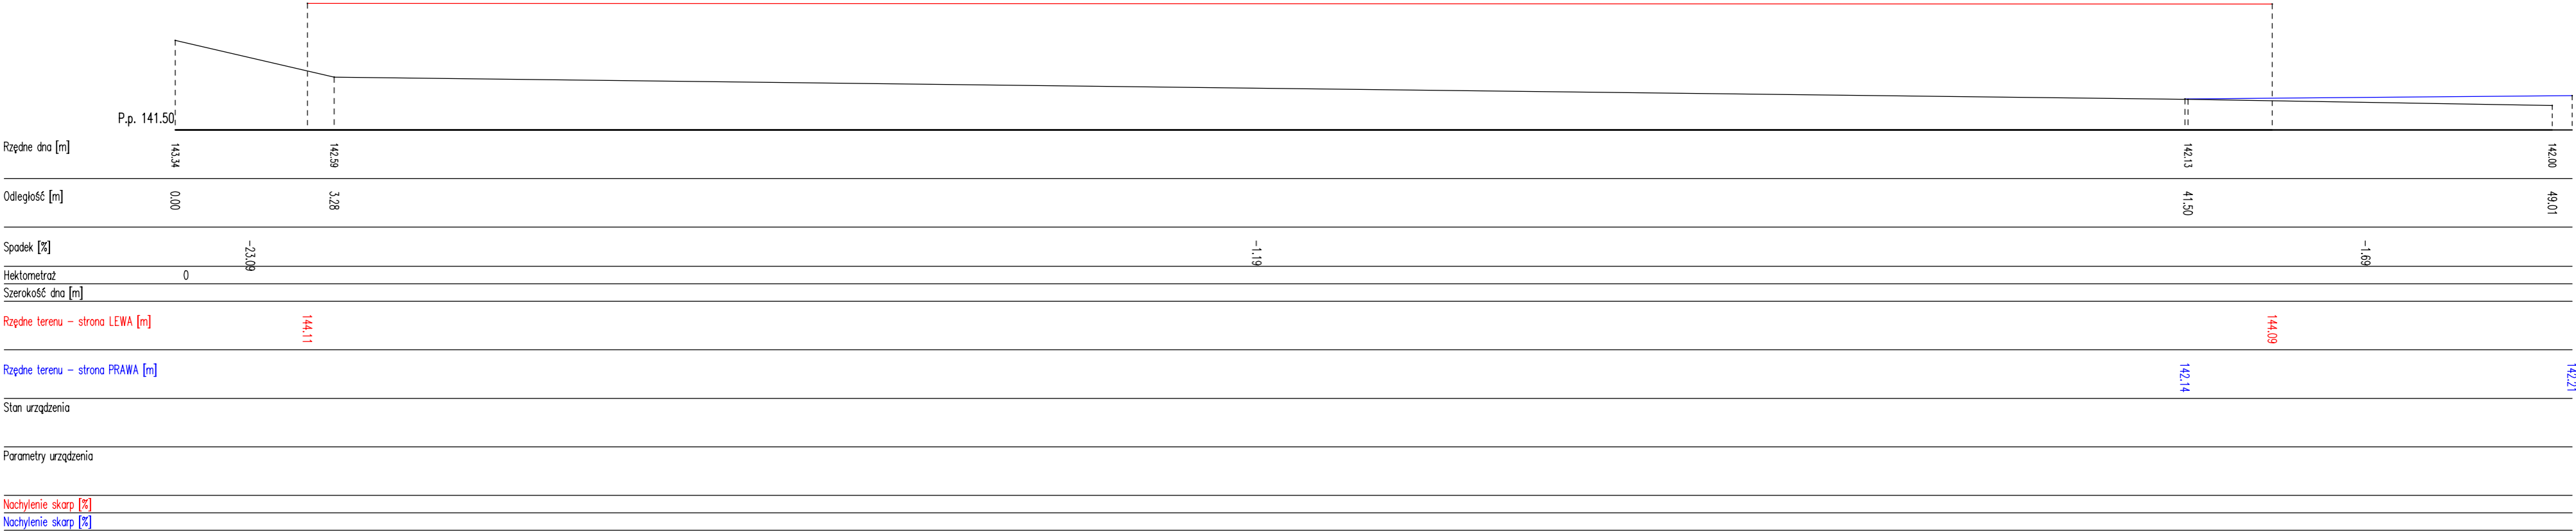 P.p. 141.50
Rzędne dna [m] 143.34 142.59 142.13 142.00
Odległość [m] 0.00 3.28 41.50 49.01
Spadek [%] -23.09 -1.19 -1.69
Hektometraż 0
Szerokość dna [m]
Rzędne terenu - strona LEWA [m] 144.11 144.09
Rzędne terenu - strona PRAWA [m] 142.14 142.21
Stan urządzenia
Parametry urządzenia
Nachylenie skarp [%]
Nachylenie skarp [%]